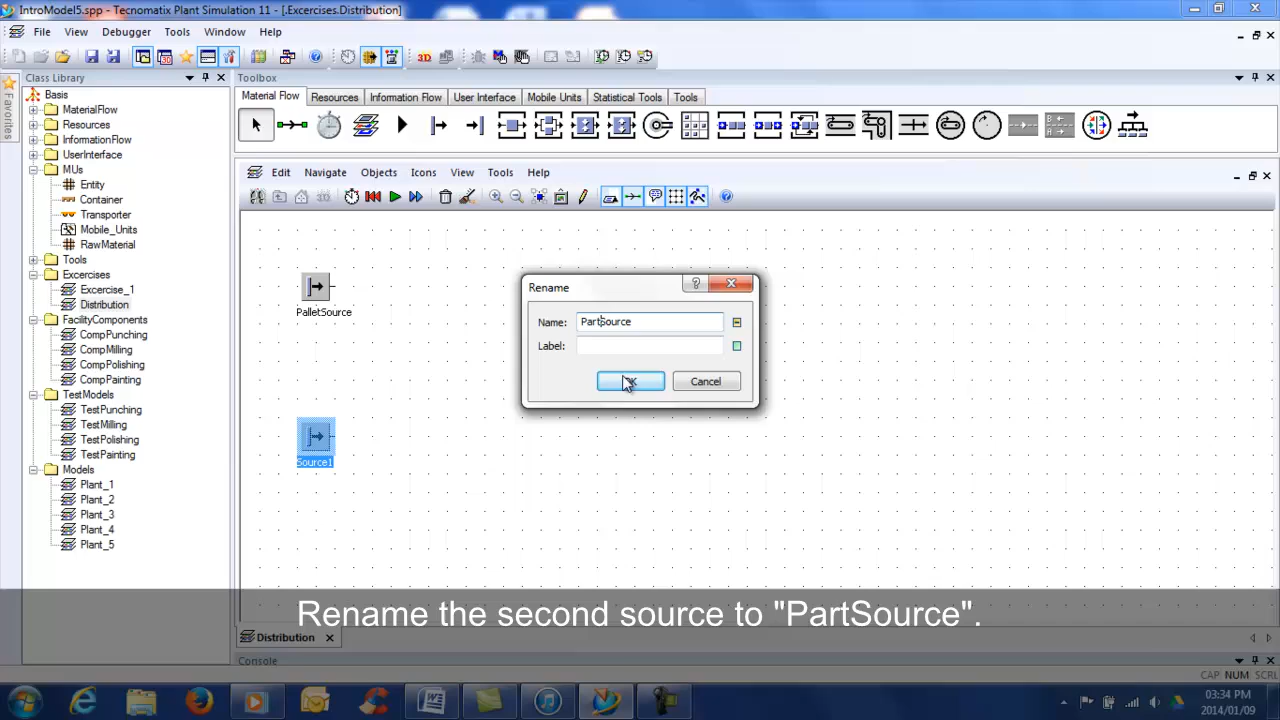 IntroModel5.spp - Tecnomatix Plant Simulation 11 - [.Excercises.Distribution]
File View Debugger Tools Window Help
3D
Class Library
Toolbox
Favorites
Basis
MaterialFlow
Resources
InformationFlow
UserInterface
MUs
Entity
Container
Transporter
Mobile_Units
RawMaterial
Tools
Excercises
Excercise_1
Distribution
FacilityComponents
CompPunching
CompMilling
CompPolishing
CompPainting
TestModels
TestPunching
TestMilling
TestPolishing
TestPainting
Models
Plant_1
Plant_2
Plant_3
Plant_4
Plant_5
Material Flow Resources Information Flow User Interface Mobile Units Statistical Tools Tools
Edit Navigate Objects Icons View Tools Help
PalletSource
Source1
Rename
Name: PartSource
Label:
Cancel
Rename the second source to "PartSource".
Distribution
Console
CAP NUM SCRL
03:34 PM
2014/01/09